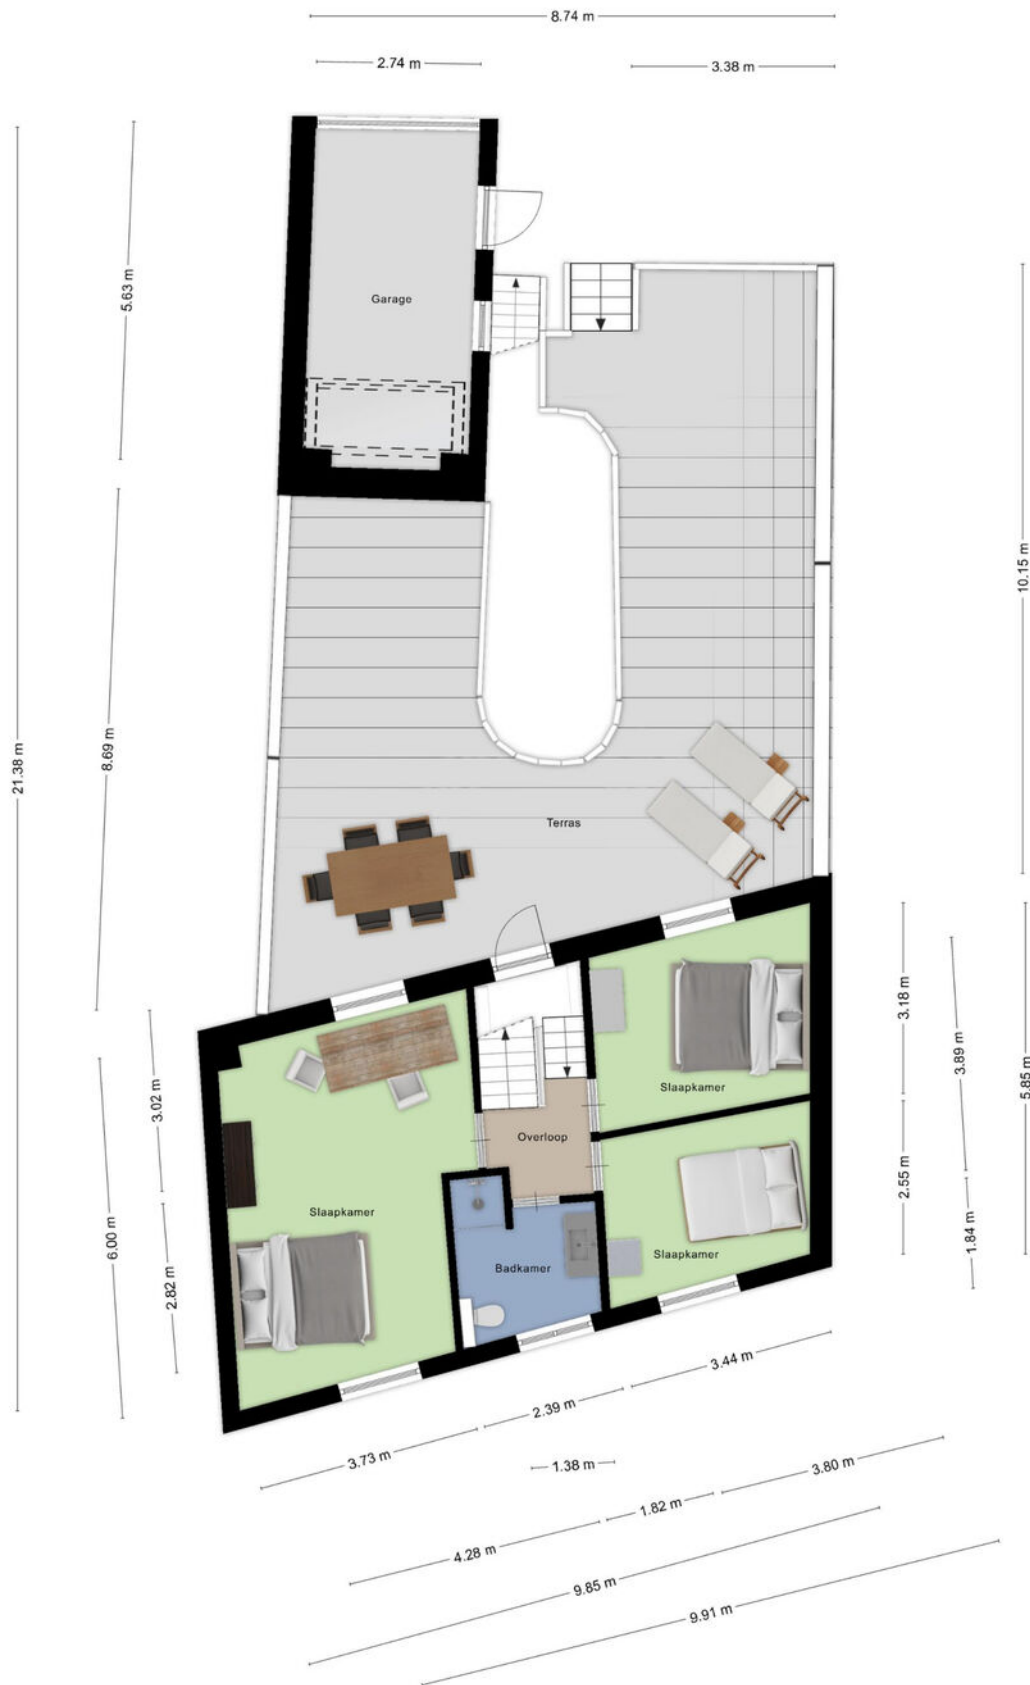 8.74 m
2.74 m
3.38 m
5.63 m
Garage
10.15 m
8.69 m
21.38 m
Terras
3.18 m
3.89 m
5.85 m
3.02 m
Slaapkamer
Overloop
2.55 m
6.00 m
Slaapkamer
1.84 m
Slaapkamer
Badkamer
2.82 m
3.44 m
2.39 m
3.73 m
1.38 m
3.80 m
1.82 m
4.28 m
9.85 m
9.91 m